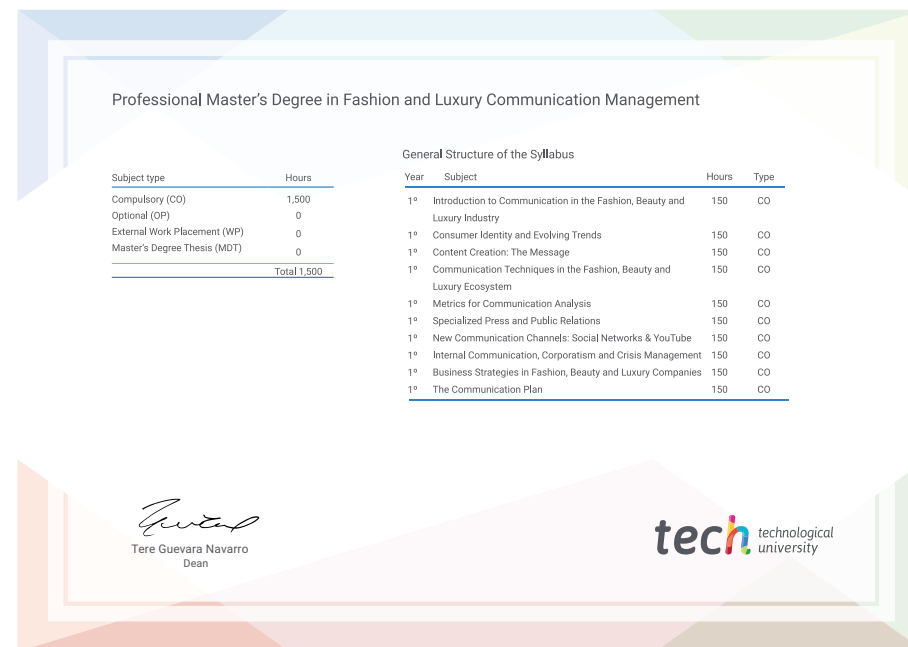 Professional Master's Degree in Fashion and Luxury Communication Management
Subject type Hours
Compulsory (CO) 1,500
Optional (OP) 0
External Work Placement (WP) 0
Master's Degree Thesis (MDT) 0
Total 1,500
General Structure of the Syllabus
Year Subject Hours Type
1º Introduction to Communication in the Fashion, Beauty and 150 CO
Luxury Industry
1º Consumer Identity and Evolving Trends 150 CO
1º Content Creation: The Message 150 CO
1º Communication Techniques in the Fashion, Beauty and 150 CO
Luxury Ecosystem
1º Metrics for Communication Analysis 150 CO
1º Specialized Press and Public Relations 150 CO
1º New Communication Channels: Social Networks & YouTube 150 CO
1º Internal Communication, Corporatism and Crisis Management 150 CO
1º Business Strategies in Fashion, Beauty and Luxury Companies 150 CO
1º The Communication Plan 150 CO
Tere Guevara Navarro
Dean
tech technological
university